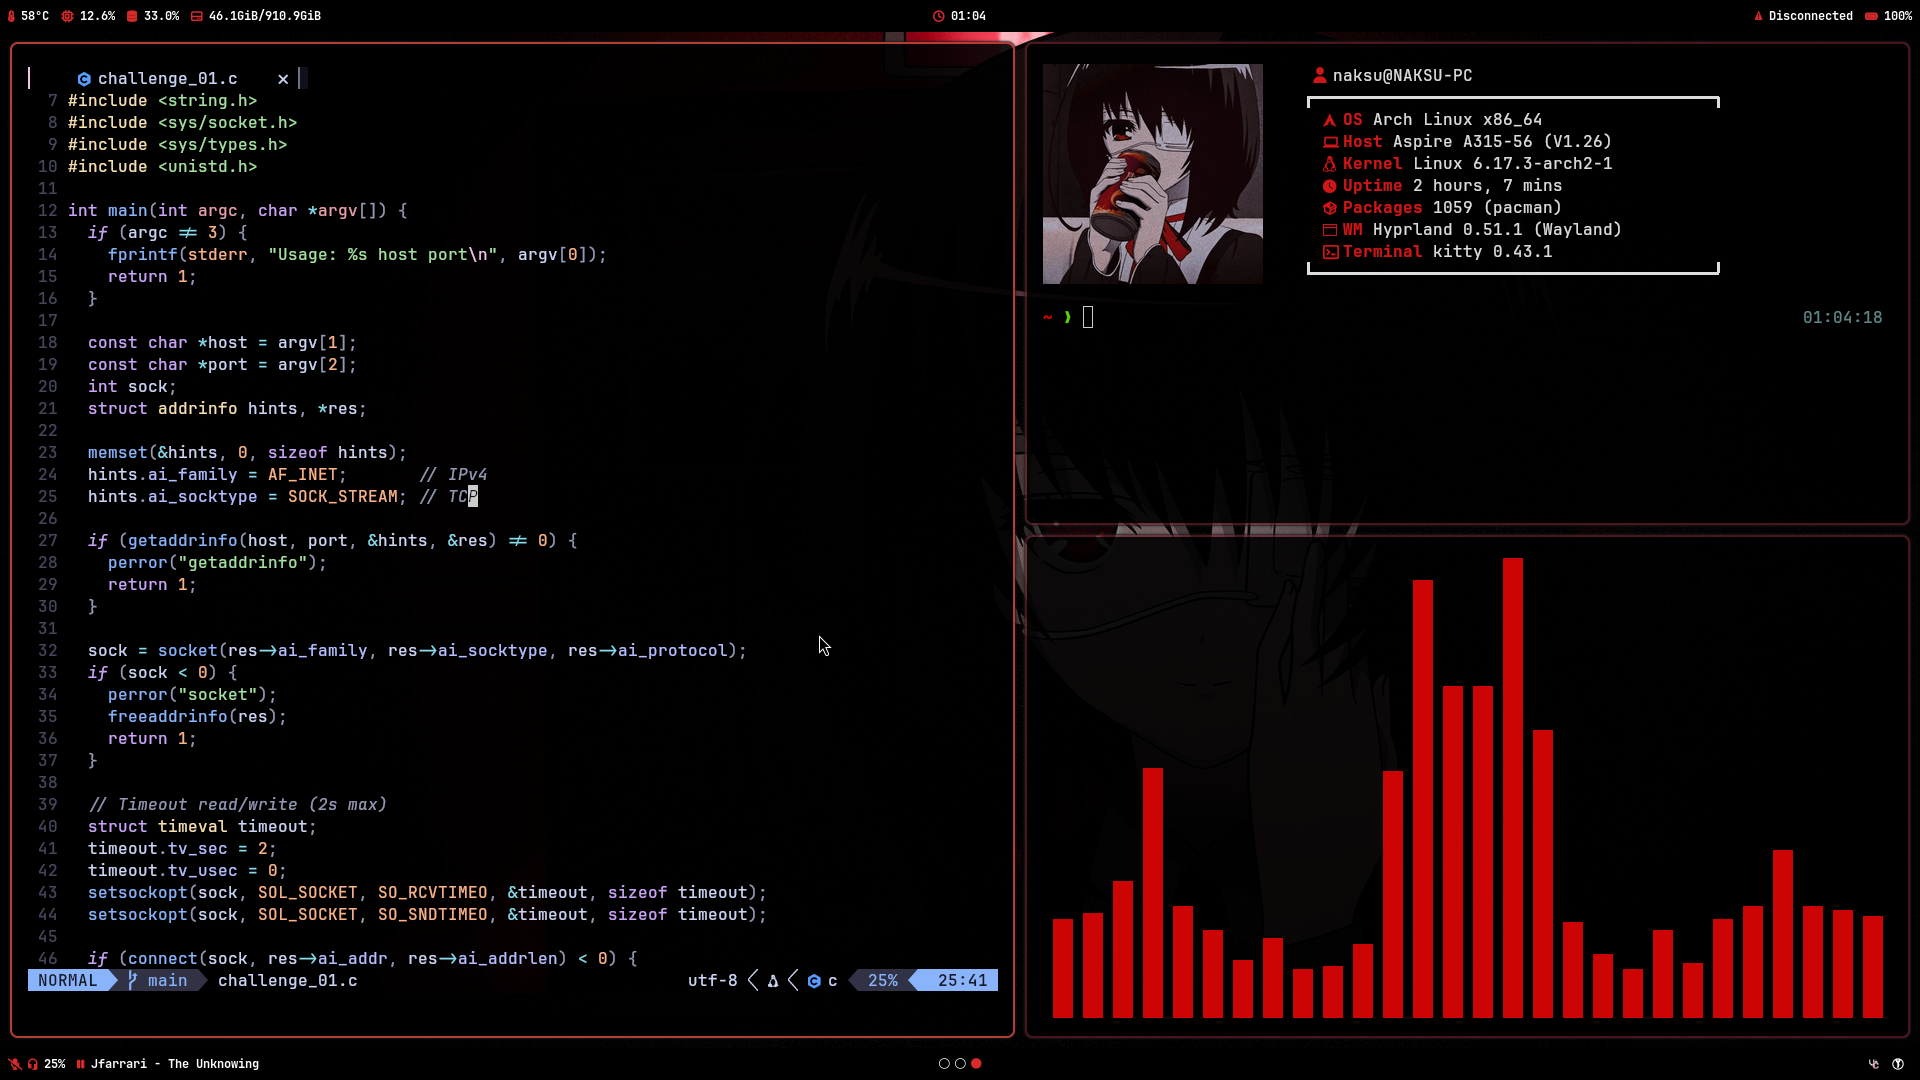 58°C 12.6% 33.0% 46.1GiB/910.9GiB 01:04 Disconnected 100%
challenge_01.c ×
7 #include <string.h>
8 #include <sys/socket.h>
9 #include <sys/types.h>
10 #include <unistd.h>
11
12 int main(int argc, char *argv[]) {
13 if (argc != 3) {
14 fprintf(stderr, "Usage: %s host port\n", argv[0]);
15 return 1;
16 }
17
18 const char *host = argv[1];
19 const char *port = argv[2];
20 int sock;
21 struct addrinfo hints, *res;
22
23 memset(&hints, 0, sizeof hints);
24 hints.ai_family = AF_INET; // IPv4
25 hints.ai_socktype = SOCK_STREAM; // TCP
26
27 if (getaddrinfo(host, port, &hints, &res) != 0) {
28 perror("getaddrinfo");
29 return 1;
30 }
31
32 sock = socket(res->ai_family, res->ai_socktype, res->ai_protocol);
33 if (sock < 0) {
34 perror("socket");
35 freeaddrinfo(res);
36 return 1;
37 }
38
39 // Timeout read/write (2s max)
40 struct timeval timeout;
41 timeout.tv_sec = 2;
42 timeout.tv_usec = 0;
43 setsockopt(sock, SOL_SOCKET, SO_RCVTIMEO, &timeout, sizeof timeout);
44 setsockopt(sock, SOL_SOCKET, SO_SNDTIMEO, &timeout, sizeof timeout);
45
46 if (connect(sock, res->ai_addr, res->ai_addrlen) < 0) {
NORMAL main challenge_01.c utf-8 c 25% 25:41
naksu@NAKSU-PC
OS Arch Linux x86_64
Host Aspire A315-56 (V1.26)
Kernel Linux 6.17.3-arch2-1
Uptime 2 hours, 7 mins
Packages 1059 (pacman)
WM Hyprland 0.51.1 (Wayland)
Terminal kitty 0.43.1
~ ❱ 01:04:18
25% Jfarrari - The Unknowing